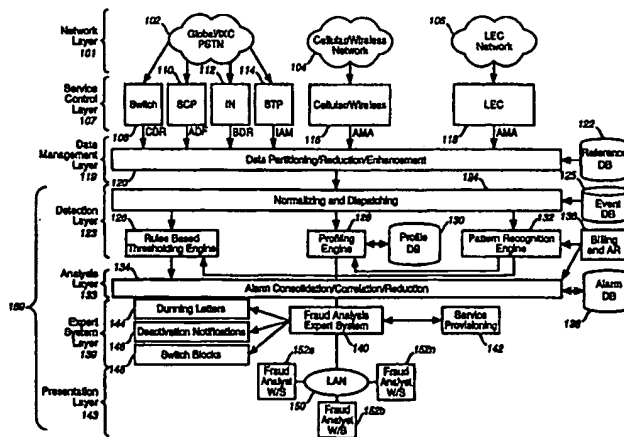 Network
Layer
101
102
Global/IXC
PSTN
Cellular/Wireless
Network
104
106
LEC
Network
Service
Control
Layer
107
110
112
114
Switch
SCP
IN
STP
Cellular/Wireless
LEC
108
CDR
ADF
BDR
IAM
116
AMA
118
AMA
122
Data
Management
Layer
119
Data Partitioning/Reduction/Enhancement
Reference
DB
120
124
125
Normalizing and Dispatching
Event
DB
Detection
Layer
123
126
128
130
132
Rules Based
Thresholding Engine
Profiling
Engine
Profile
DB
Pattern Recognition
Engine
Billing
and AR
Analysis
Layer
133
134
Alarm Consolidation/Correlation/Reduction
Alarm
DB
138
Expert
System
Layer
139
144
Dunning Letters
Deactivation Notifications
146
Switch Blocks
148
Fraud Analysis
Expert System
140
Service
Provisioning
142
Presentation
Layer
143
152a
152n
Fraud
Analyst
W/S
LAN
150
Fraud
Analyst
W/S
152b
Fraud
Analyst
W/S